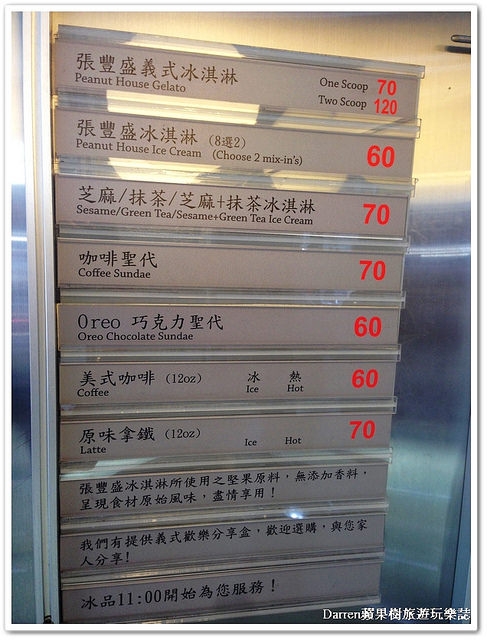 張豐盛義式冰淇淋 One Scoop 70
Peanut House Gelato Two Scoop 120
張豐盛冰淇淋 (8選2)
Peanut House Ice Cream (Choose 2 mix-in's) 60
芝麻/抹茶/芝麻+抹茶冰淇淋
Sesame/Green Tea/Sesame+Green Tea Ice Cream 70
咖啡聖代
Coffee Sundae 70
Oreo 巧克力聖代
Oreo Chocolate Sundae 60
美式咖啡 (12oz) 冰 熱
Coffee Ice Hot 60
原味拿鐵 (12oz)
Latte Ice Hot 70
張豐盛冰淇淋所使用之堅果原料，無添加香料，
呈現食材原始風味，盡情享用！
我們有提供義式歡樂分享盒，歡迎選購，與您家
人分享!
冰品11:00開始為您服務！
Darren蘋果樹旅遊玩樂誌